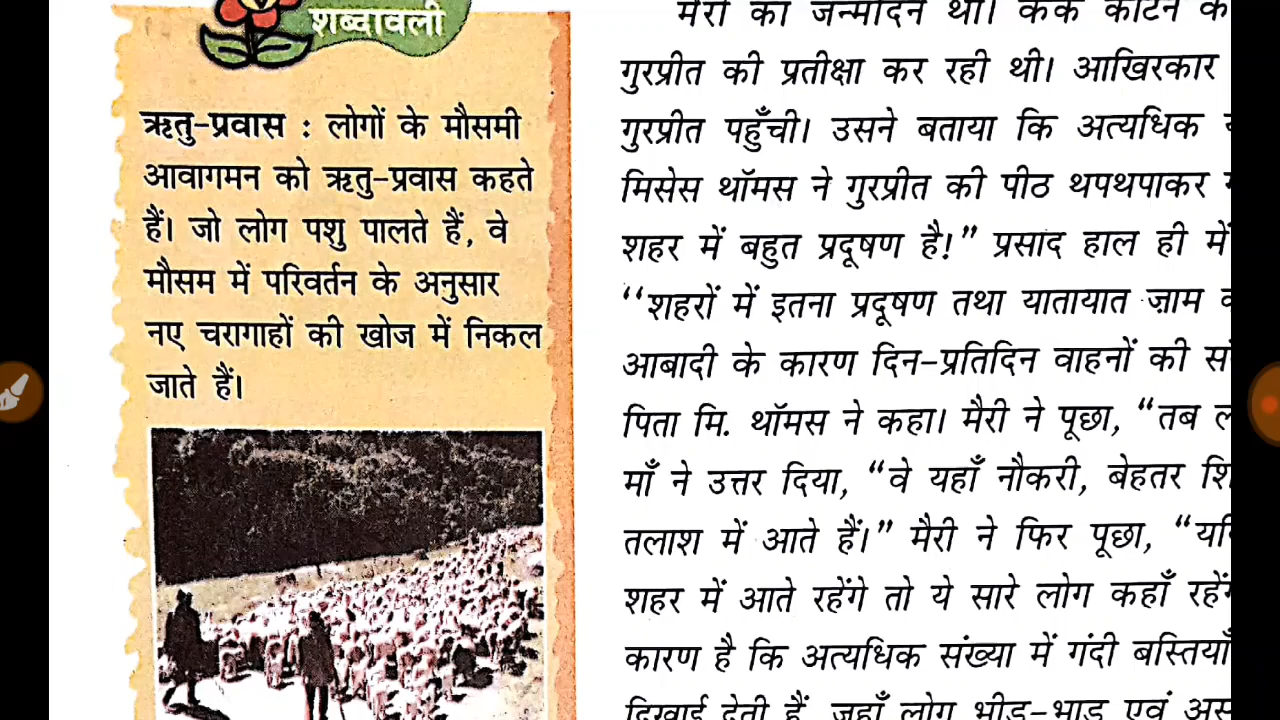 शब्दावली
ऋतु-प्रवास : लोगों के मौसमी
आवागमन को ऋतु-प्रवास कहते
हैं। जो लोग पशु पालते हैं, वे
मौसम में परिवर्तन के अनुसार
नए चरागाहों की खोज में निकल
जाते हैं।
का जन्मदिन था। केक काटने
गुरप्रीत की प्रतीक्षा कर रही थी। आखिरकार
गुरप्रीत पहुँची। उसने बताया कि अत्यधिक
मिसेस थॉमस ने गुरप्रीत की पीठ थपथपाकर
शहर में बहुत प्रदूषण है!” प्रसाद हाल ही में
“शहरों में इतना प्रदूषण तथा यातायात ज़ाम
आबादी के कारण दिन-प्रतिदिन वाहनों की
पिता मि. थॉमस ने कहा। मैरी ने पूछा, “तब
माँ ने उत्तर दिया, “वे यहाँ नौकरी, बेहतर
तलाश में आते हैं।” मैरी ने फिर पूछा,
शहर में आते रहेंगे तो ये सारे लोग कहाँ
कारण है कि अत्यधिक संख्या में गंदी बस्तियाँ
दिखाई देती हैं, जहाँ लोग भीड़-भाड़ एवं